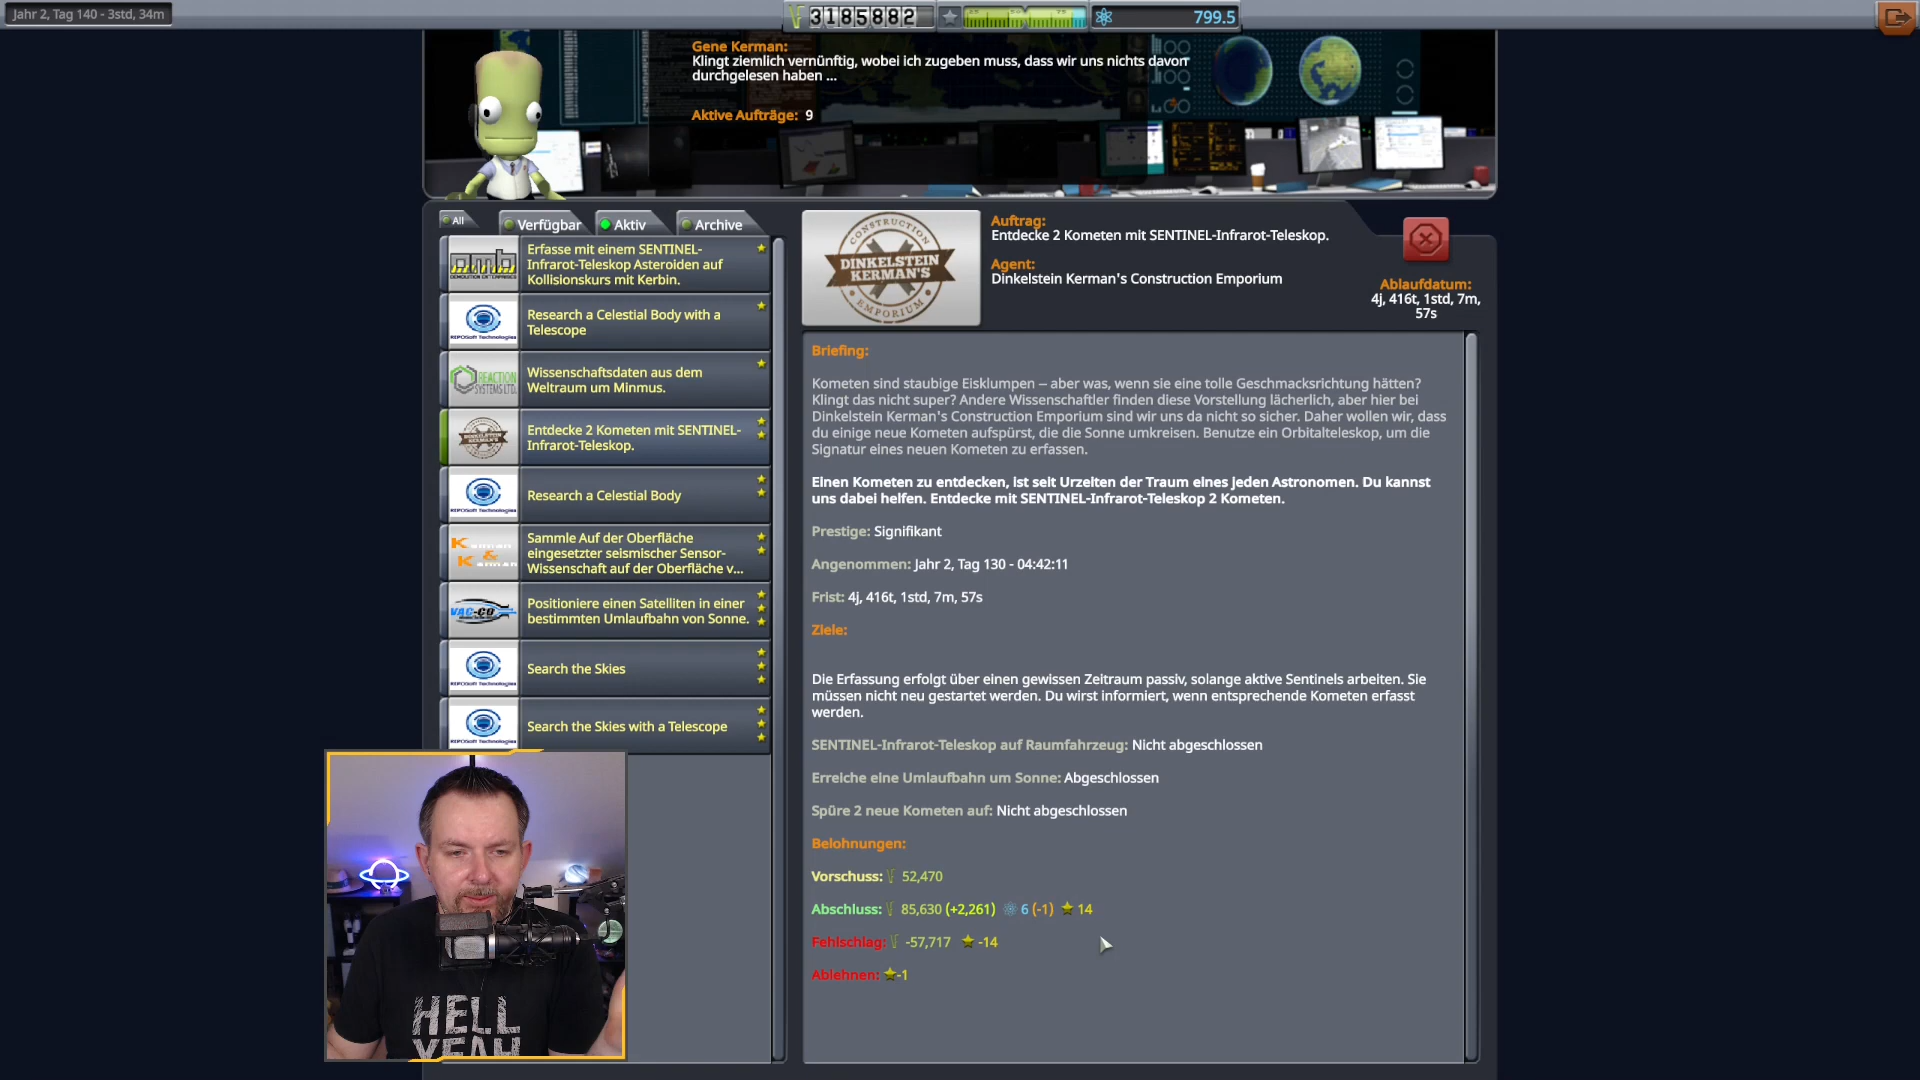 Jahr 2, Tag 140 - 3std, 34m
3185882
799.5
Gene Kerman:
Klingt ziemlich vernünftig, wobei ich zugeben muss, dass wir uns nichts davon
durchgelesen haben ...
Aktive Aufträge: 9
All
Verfügbar
Aktiv
Archive
Erfasse mit einem SENTINEL-
Infrarot-Teleskop Asteroiden auf
Kollisionskurs mit Kerbin.
Research a Celestial Body with a
Telescope
REACTION
SYSTEMS LTD.
Wissenschaftsdaten aus dem
Weltraum um Minmus.
Entdecke 2 Kometen mit SENTINEL-
Infrarot-Teleskop.
Research a Celestial Body
Sammle Auf der Oberfläche
eingesetzter seismischer Sensor-
Wissenschaft auf der Oberfläche v...
VAC-CO
Positioniere einen Satelliten in einer
bestimmten Umlaufbahn von Sonne.
Search the Skies
Search the Skies with a Telescope
CONSTRUCTION
DINKELSTEIN
KERMAN'S
EMPORIUM
Auftrag:
Entdecke 2 Kometen mit SENTINEL-Infrarot-Teleskop.
Agent:
Dinkelstein Kerman's Construction Emporium
Ablaufdatum:
4j, 416t, 1std, 7m,
57s
Briefing:
Kometen sind staubige Eisklumpen – aber was, wenn sie eine tolle Geschmacksrichtung hätten?
Klingt das nicht super? Andere Wissenschaftler finden diese Vorstellung lächerlich, aber hier bei
Dinkelstein Kerman's Construction Emporium sind wir uns da nicht so sicher. Daher wollen wir, dass
du einige neue Kometen aufspürst, die die Sonne umkreisen. Benutze ein Orbitalteleskop, um die
Signatur eines neuen Kometen zu erfassen.
Einen Kometen zu entdecken, ist seit Urzeiten der Traum eines jeden Astronomen. Du kannst
uns dabei helfen. Entdecke mit SENTINEL-Infrarot-Teleskop 2 Kometen.
Prestige: Signifikant
Angenommen: Jahr 2, Tag 130 - 04:42:11
Frist: 4j, 416t, 1std, 7m, 57s
Ziele:
Die Erfassung erfolgt über einen gewissen Zeitraum passiv, solange aktive Sentinels arbeiten. Sie
müssen nicht neu gestartet werden. Du wirst informiert, wenn entsprechende Kometen erfasst
werden.
SENTINEL-Infrarot-Teleskop auf Raumfahrzeug: Nicht abgeschlossen
Erreiche eine Umlaufbahn um Sonne: Abgeschlossen
Spüre 2 neue Kometen auf: Nicht abgeschlossen
Belohnungen:
Vorschuss: 52,470
Abschluss: 85,630 (+2,261) 6 (-1) 14
Fehlschlag: -57,717 -14
Ablehnen: -1
HELL
YEAH